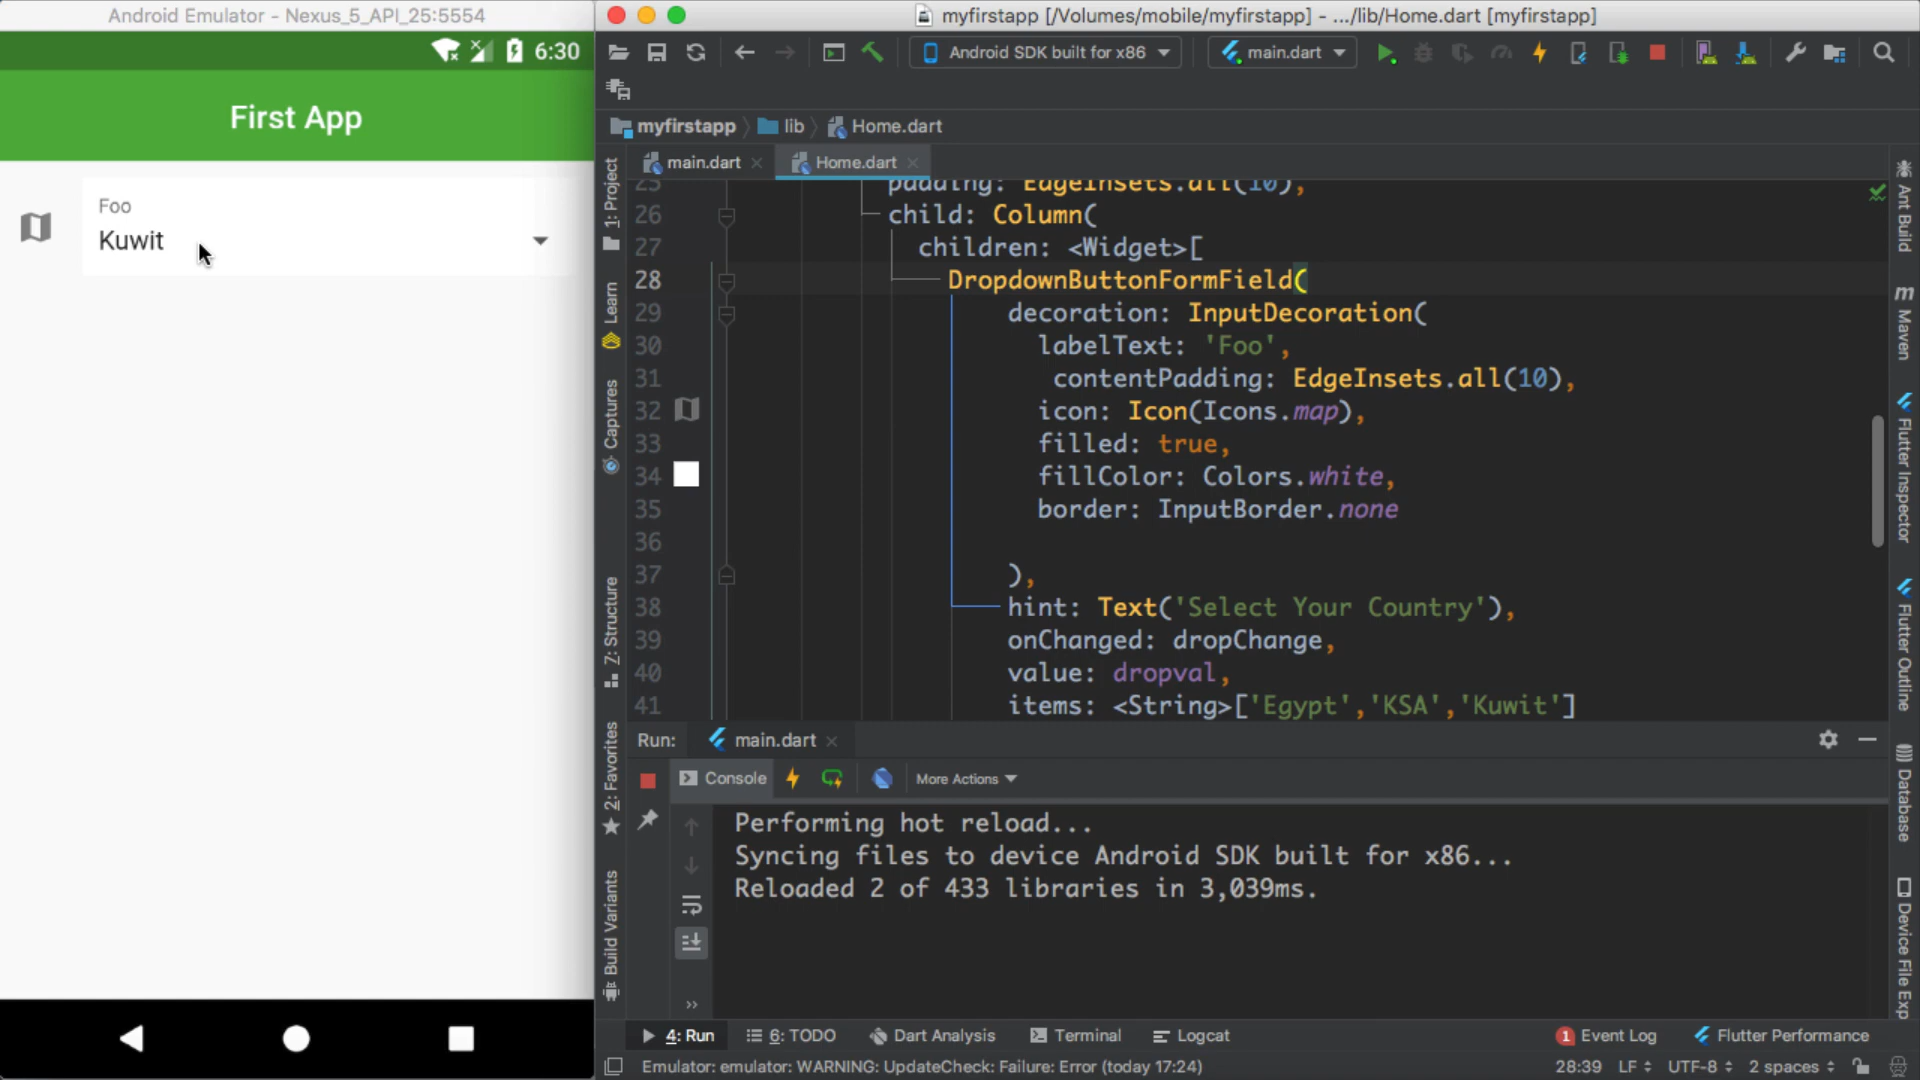 Android Emulator - Nexus_5_API_25:5554
6:30
First App
Foo
Kuwit
myfirstapp [/Volumes/mobile/myfirstapp] - .../lib/Home.dart [myfirstapp]
Android SDK built for x86
main.dart
myfirstapp
lib
Home.dart
main.dart
Home.dart
25 padding: EdgeInsets.all(10),
26 child: Column(
27 children: <Widget>[
28 DropdownButtonFormField(
29 decoration: InputDecoration(
30 labelText: 'Foo',
31 contentPadding: EdgeInsets.all(10),
32 icon: Icon(Icons.map),
33 filled: true,
34 fillColor: Colors.white,
35 border: InputBorder.none
36
37 ),
38 hint: Text('Select Your Country'),
39 onChanged: dropChange,
40 value: dropval,
41 items: <String>['Egypt','KSA','Kuwit']
1: Project
Learn
Captures
Z: Structure
2: Favorites
Build Variants
Ant Build
m Maven
Flutter Inspector
Flutter Outline
Database
Device File Exp
Run:
main.dart
Console
More Actions
Performing hot reload...
Syncing files to device Android SDK built for x86...
Reloaded 2 of 433 libraries in 3,039ms.
4: Run
6: TODO
Dart Analysis
Terminal
Logcat
1 Event Log
Flutter Performance
Emulator: emulator: WARNING: UpdateCheck: Failure: Error (today 17:24)
28:39
LF
UTF-8
2 spaces